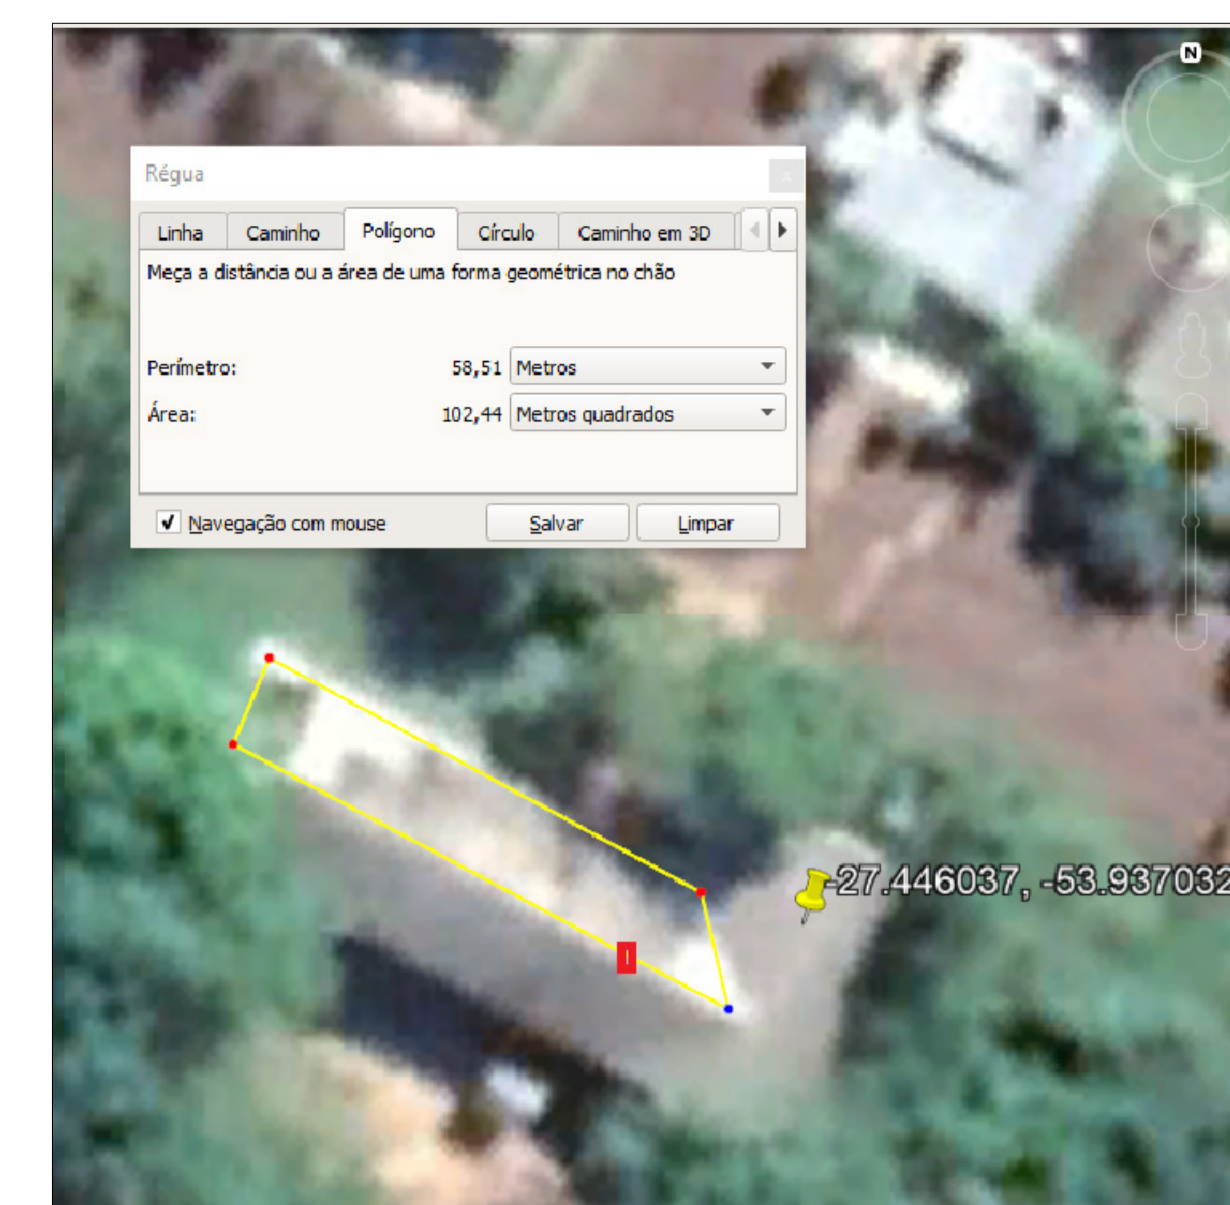 N
Régua
Linha Caminho Polígono Círculo Caminho em 3D
Meça a distância ou a área de uma forma geométrica no chão
Perímetro: 58,51 Metros
Área: 102,44 Metros quadrados
Navegação com mouse Salvar Limpar
-27.446037, -53.937032
I